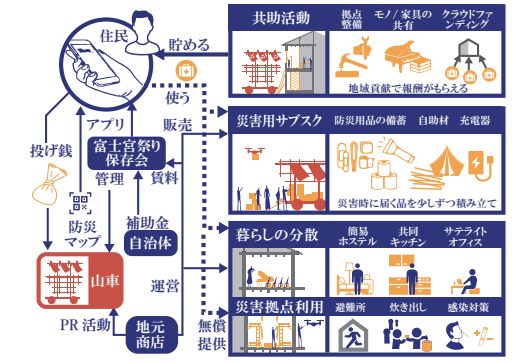 住民
貯める
使う
アプリ
販売
投げ銭
富士宮祭り
保存会
管理
賃料
防災
マップ
補助金
自治体
山車
運営
PR 活動
地元
商店
無償
提供
共助活動
拠点
整備
モノ/家具の
共有
クラウドファ
ンディング
地域貢献で報酬がもらえる
災害用サブスク
防災用品の備蓄
自助材
充電器
災害時に届く品を少しずつ積み立て
暮らしの分散
簡易
ホステル
共同
キッチン
サテライト
オフィス
災害拠点利用
避難所
炊き出し
感染対策